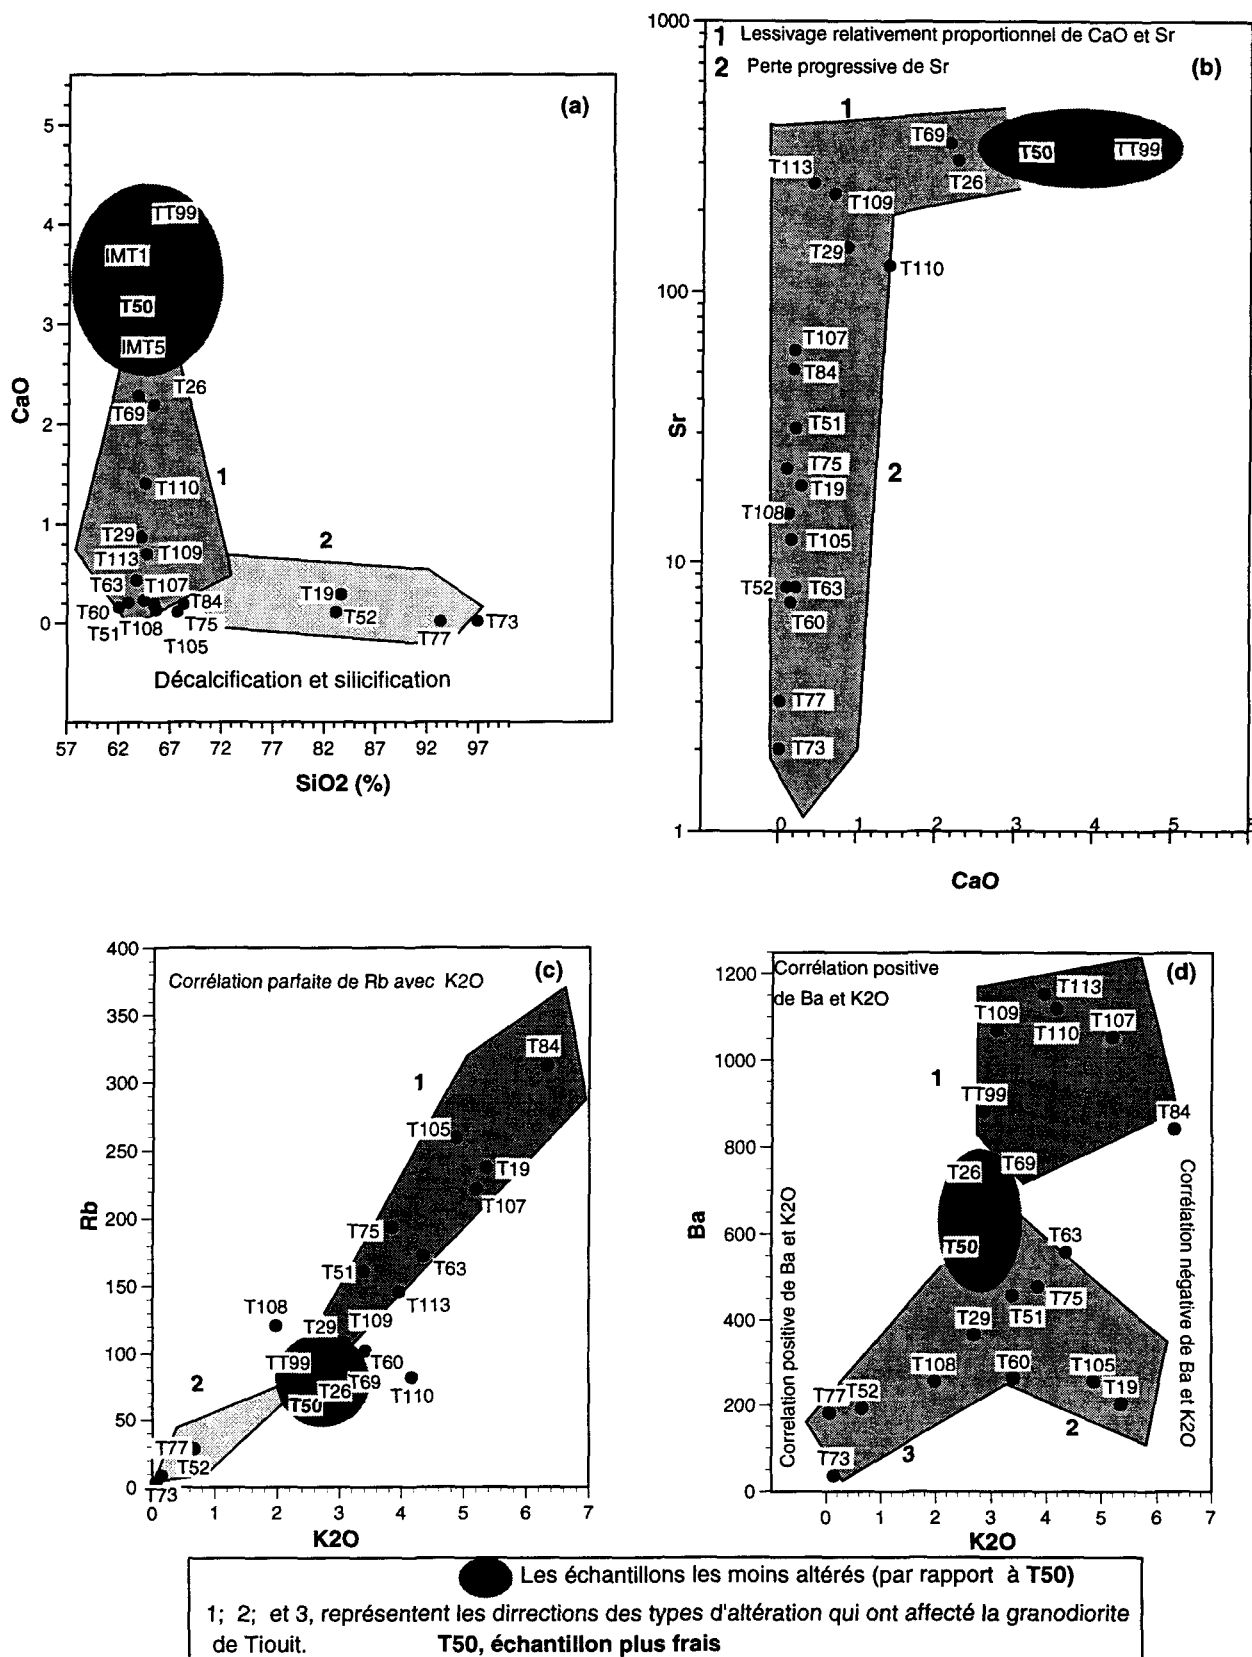 (a)
CaO
5
4
3
2
1
0
TT99
IMT1
T50
IMT5
T26
T69
1
T110
T29
T109
T113
2
T63
T107
T19
T60
T84
T52
T51
T108
T75
T77
T73
T105
Décalcification et silicification
57 62 67 72 77 82 87 92 97
SiO2 (%)
1000
1 Lessivage relativement proportionnel de CaO et Sr
2 Perte progressive de Sr
(b)
1
T69
T50
TT99
T113
T26
T109
T29
T110
100
T107
T84
Sr
T51
T75
2
T19
T108
T105
10
T52
T63
T60
T77
T73
1
0 1 2 3 4 5
CaO
400
350
300
250
200
150
100
50
0
Rb
Corrélation parfaite de Rb avec K2O
(c)
T84
1
T105
T19
T107
T75
T63
T51
T113
T108
T109
T29
TT99
T60
T69
T26
T110
2
T50
T77
T52
T73
0 1 2 3 4 5 6 7
K2O
1200
1000
800
600
400
200
0
Ba
Corrélation positive
de Ba et K2O
(d)
T113
T109
T107
T110
1
TT99
T84
T69
T26
T63
T50
T75
T29
T51
T108
T60
T105
T77
T52
T19
2
3
T73
Correlation positive de Ba et K2O
Corrélation négative de Ba et K2O
0 1 2 3 4 5 6 7
K2O
Les échantillons les moins altérés (par rapport à T50)
1; 2; et 3, représentent les dirrections des types d'altération qui ont affecté la granodiorite
de Tiouit. T50, échantillon plus frais